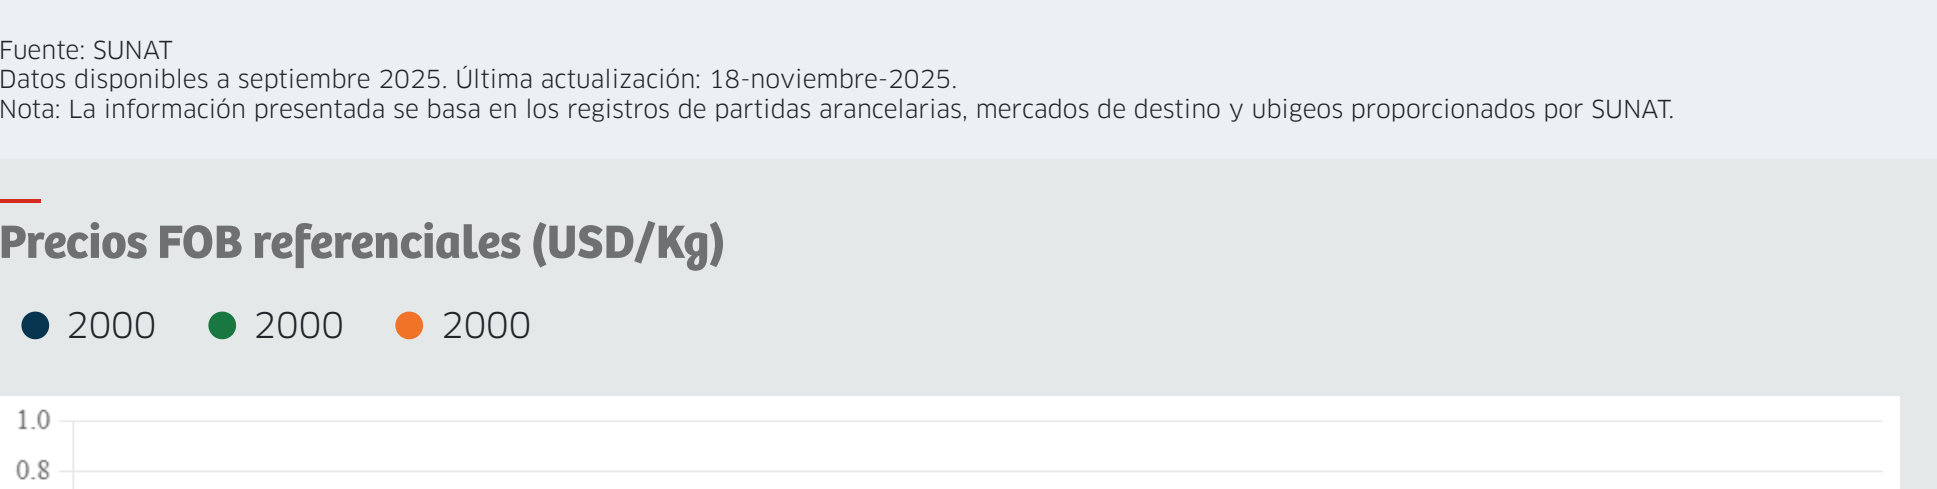 Fuente: SUNAT
Datos disponibles a septiembre 2025. Última actualización: 18-noviembre-2025.
Nota: La información presentada se basa en los registros de partidas arancelarias, mercados de destino y ubigeos proporcionados por SUNAT.
Precios FOB referenciales (USD/Kg)
2000 2000 2000
1.0
0.8